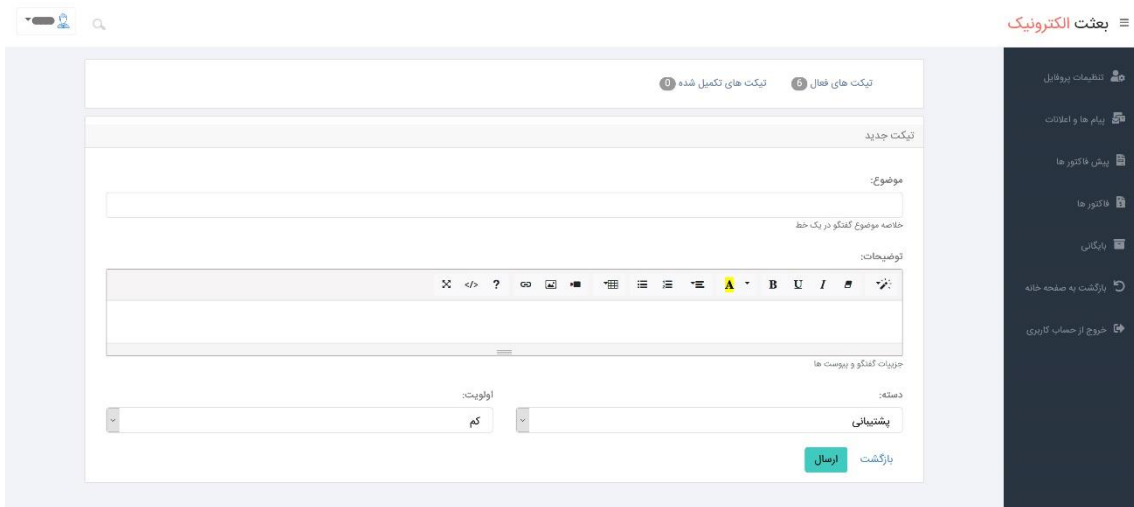 بعثت الکترونیک
تنظیمات پروفایل
پیام ها و اعلانات
پیش فاکتور ها
فاکتور ها
بایگانی
بازگشت به صفحه خانه
خروج از حساب کاربری
تیکت های فعال 6 تیکت های تکمیل شده 0
تیکت جدید
موضوع:
خلاصه موضوع گفتگو در یک خط
توضیحات:
A B U I </> ?
جزییات گفتگو و پیوست ها
دسته: اولویت:
پشتیبانی کم
بازگشت ارسال